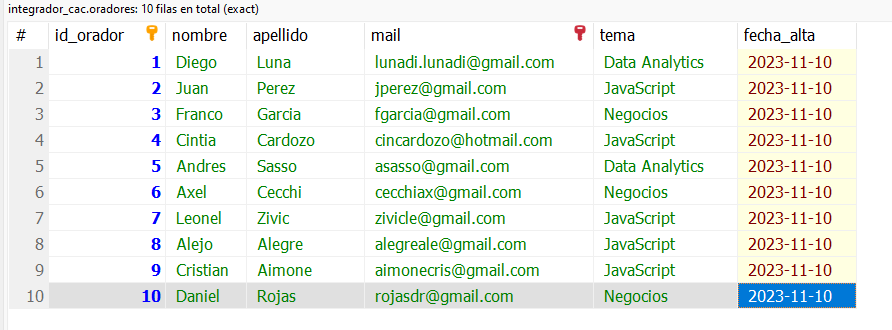 integrador_cac.oradores: 10 filas en total (exact)
# id_orador nombre apellido mail tema fecha_alta
1 1 Diego Luna lunadi.lunadi@gmail.com Data Analytics 2023-11-10
2 2 Juan Perez jperez@gmail.com JavaScript 2023-11-10
3 3 Franco Garcia fgarcia@gmail.com Negocios 2023-11-10
4 4 Cintia Cardozo cincardozo@hotmail.com JavaScript 2023-11-10
5 5 Andres Sasso asasso@gmail.com Data Analytics 2023-11-10
6 6 Axel Cecchi cecchiax@gmail.com Negocios 2023-11-10
7 7 Leonel Zivic zivicle@gmail.com JavaScript 2023-11-10
8 8 Alejo Alegre alegreale@gmail.com JavaScript 2023-11-10
9 9 Cristian Aimone aimonecris@gmail.com JavaScript 2023-11-10
10 10 Daniel Rojas rojasdr@gmail.com Negocios 2023-11-10